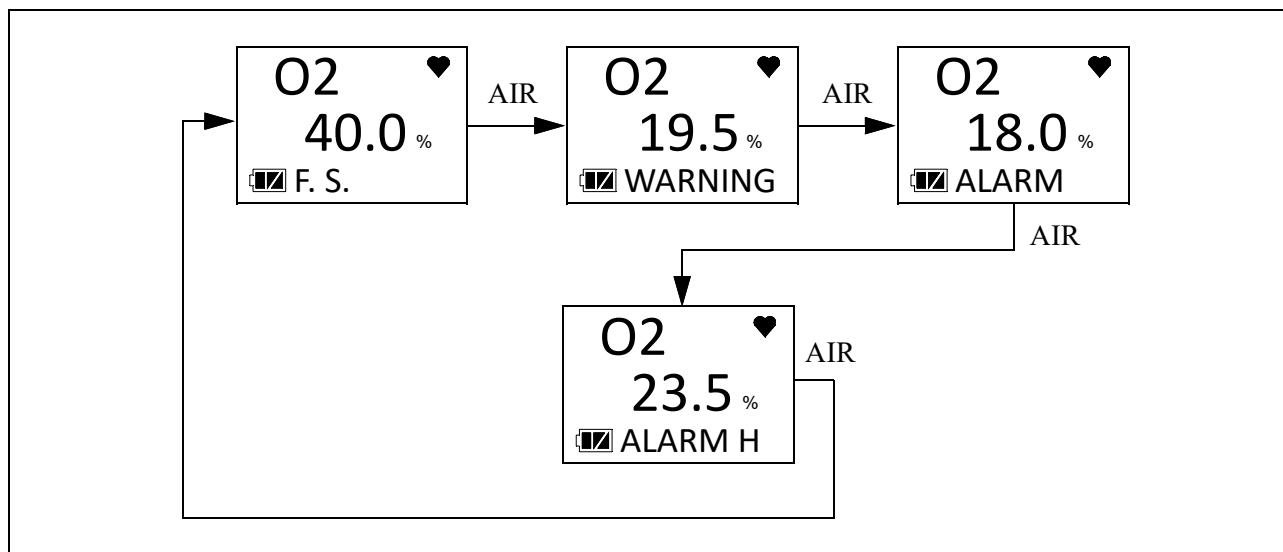 O2
40.0 %
F. S.
AIR
O2
19.5 %
WARNING
AIR
O2
18.0 %
ALARM
AIR
O2
23.5 %
ALARM H
AIR